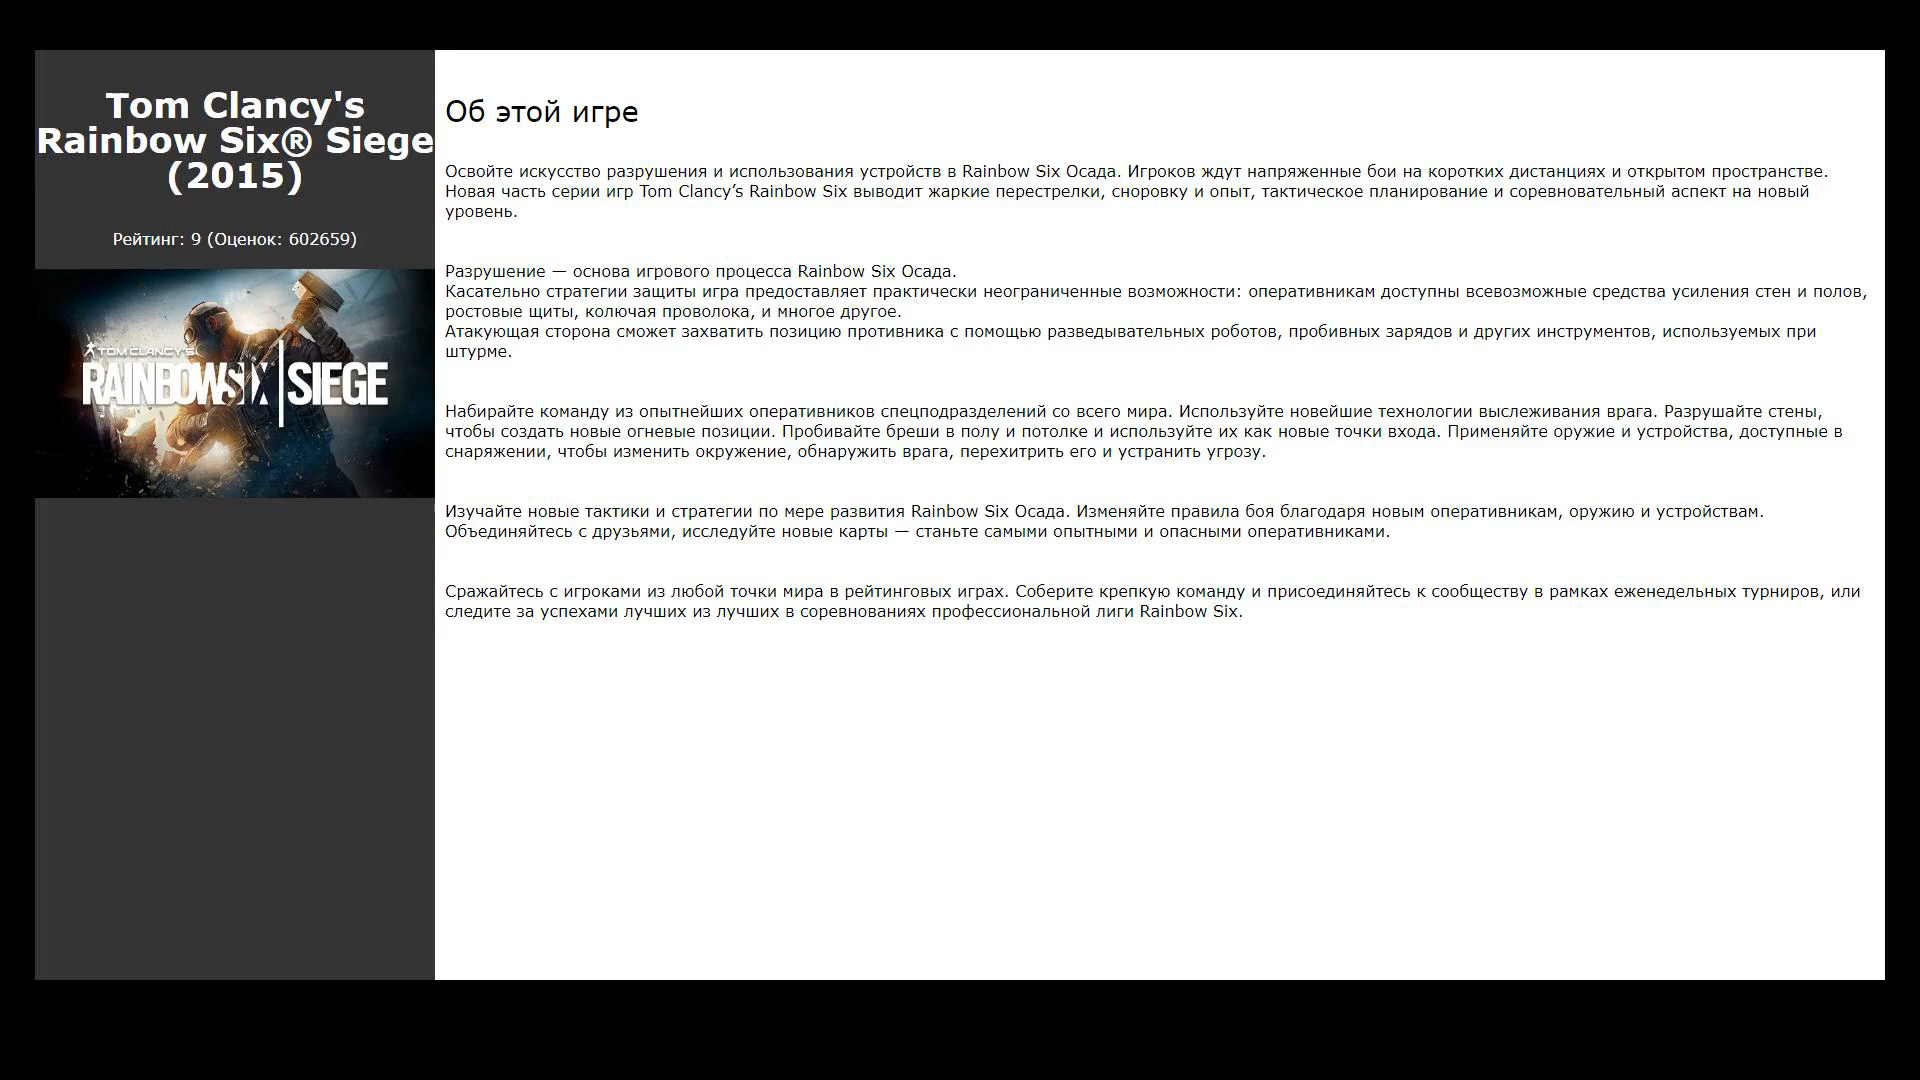 Tom Clancy's
Rainbow Six® Siege
(2015)
Рейтинг: 9 (Оценок: 602659)
TOM CLANCY'S
RAINBOW SIX | SIEGE
Об этой игре
Освойте искусство разрушения и использования устройств в Rainbow Six Осада. Игроков ждут напряженные бои на коротких дистанциях и открытом пространстве.
Новая часть серии игр Tom Clancy’s Rainbow Six выводит жаркие перестрелки, сноровку и опыт, тактическое планирование и соревновательный аспект на новый
уровень.
Разрушение — основа игрового процесса Rainbow Six Осада.
Касательно стратегии защиты игра предоставляет практически неограниченные возможности: оперативникам доступны всевозможные средства усиления стен и полов,
ростовые щиты, колючая проволока, и многое другое.
Атакующая сторона сможет захватить позицию противника с помощью разведывательных роботов, пробивных зарядов и других инструментов, используемых при
штурме.
Набирайте команду из опытнейших оперативников спецподразделений со всего мира. Используйте новейшие технологии выслеживания врага. Разрушайте стены,
чтобы создать новые огневые позиции. Пробивайте бреши в полу и потолке и используйте их как новые точки входа. Применяйте оружие и устройства, доступные в
снаряжении, чтобы изменить окружение, обнаружить врага, перехитрить его и устранить угрозу.
Изучайте новые тактики и стратегии по мере развития Rainbow Six Осада. Изменяйте правила боя благодаря новым оперативникам, оружию и устройствам.
Объединяйтесь с друзьями, исследуйте новые карты — станьте самыми опытными и опасными оперативниками.
Сражайтесь с игроками из любой точки мира в рейтинговых играх. Соберите крепкую команду и присоединяйтесь к сообществу в рамках еженедельных турниров, или
следите за успехами лучших из лучших в соревнованиях профессиональной лиги Rainbow Six.